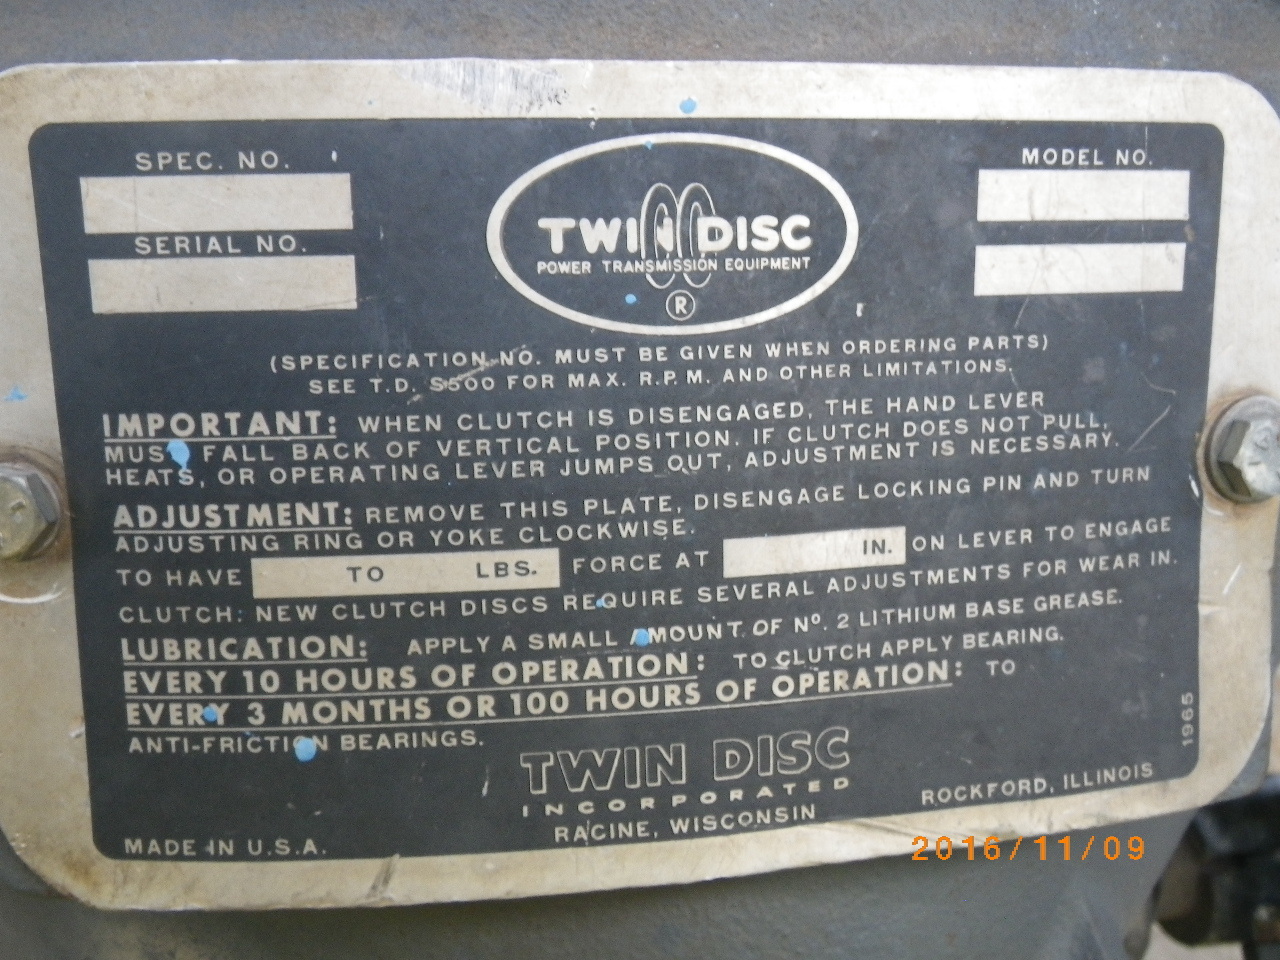 SPEC. NO.
MODEL NO.
SERIAL NO.
TWIN DISC
POWER TRANSMISSION EQUIPMENT
®
(SPECIFICATION NO. MUST BE GIVEN WHEN ORDERING PARTS)
SEE T.D. S500 FOR MAX. R.P.M. AND OTHER LIMITATIONS.
IMPORTANT: WHEN CLUTCH IS DISENGAGED, THE HAND LEVER
MUST FALL BACK OF VERTICAL POSITION. IF CLUTCH DOES NOT PULL,
HEATS, OR OPERATING LEVER JUMPS OUT, ADJUSTMENT IS NECESSARY.
ADJUSTMENT: REMOVE THIS PLATE, DISENGAGE LOCKING PIN AND TURN
ADJUSTING RING OR YOKE CLOCKWISE.
TO HAVE TO LBS. FORCE AT IN. ON LEVER TO ENGAGE
CLUTCH: NEW CLUTCH DISCS REQUIRE SEVERAL ADJUSTMENTS FOR WEAR IN.
LUBRICATION: APPLY A SMALL AMOUNT OF Nº. 2 LITHIUM BASE GREASE.
EVERY 10 HOURS OF OPERATION: TO CLUTCH APPLY BEARING.
EVERY 3 MONTHS OR 100 HOURS OF OPERATION: TO
ANTI-FRICTION BEARINGS.
1965
TWIN DISC
INCORPORATED
RACINE, WISCONSIN
ROCKFORD, ILLINOIS
MADE IN U.S.A.
2016/11/09